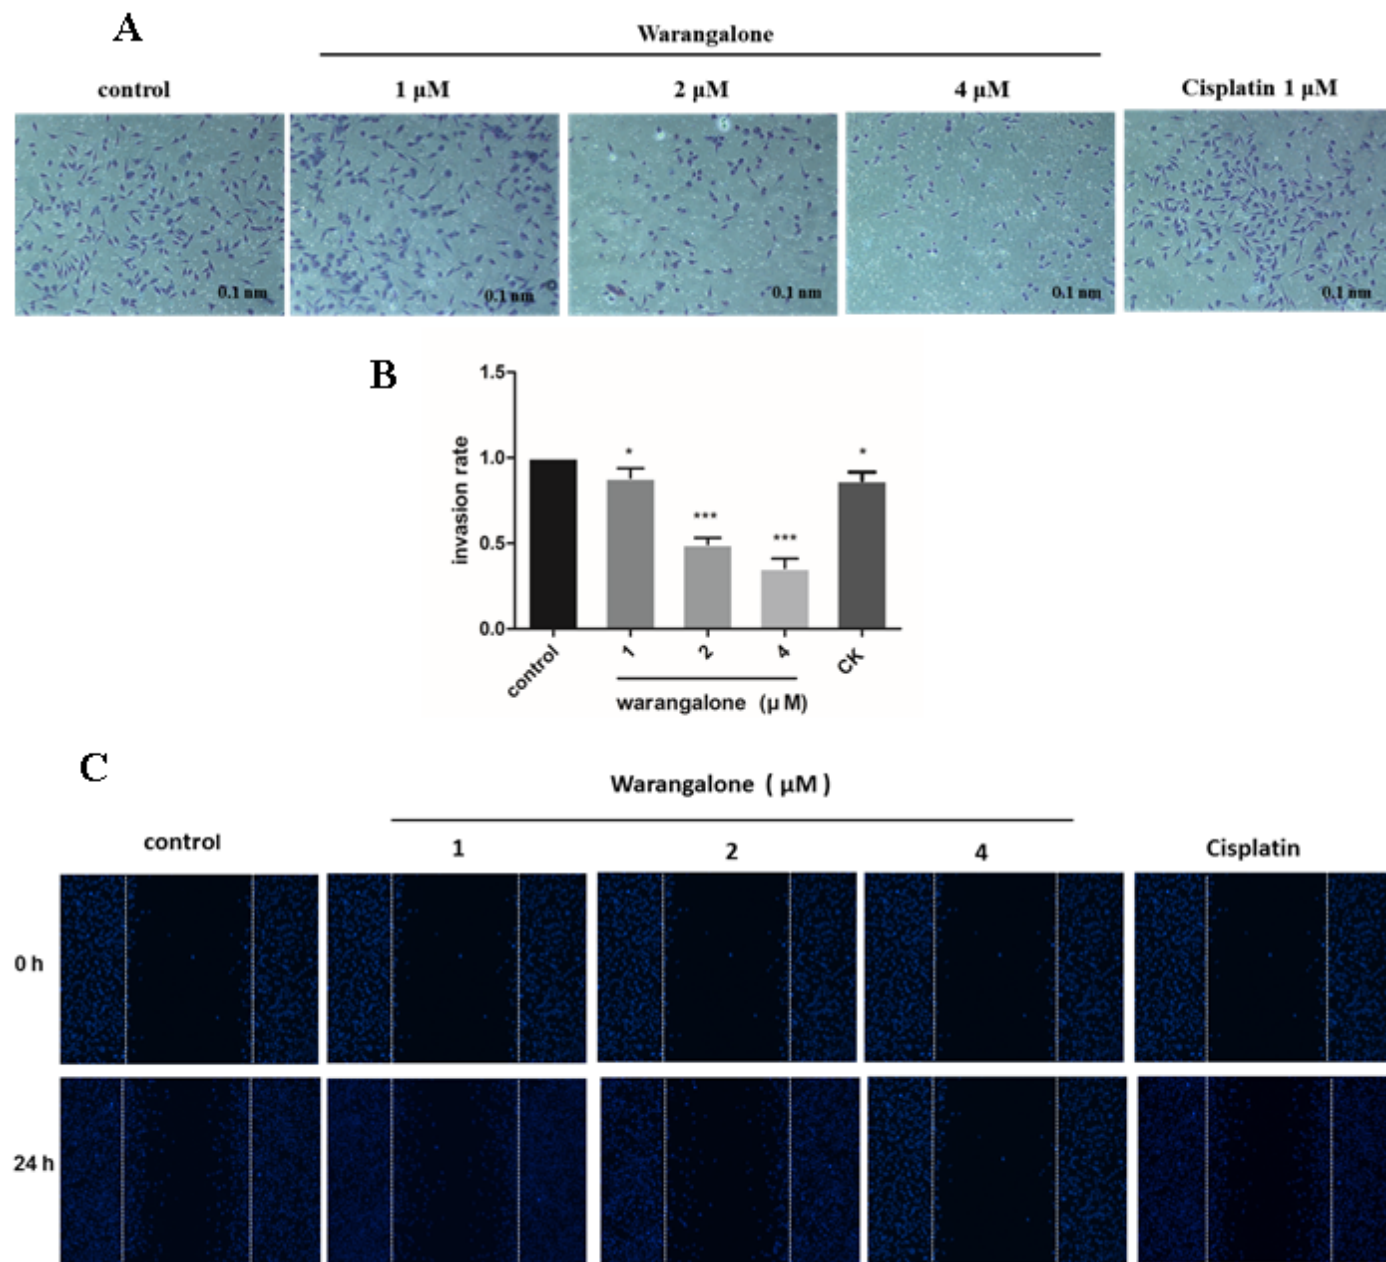 A
Warangalone
control
1 μM
2 μM
4 μM
Cisplatin 1 μM
0.1 nm
0.1 nm
0.1 nm
0.1 nm
0.1 nm
B
1.5
1.0
0.5
0.0
invasion rate
*
***
***
*
control
1
2
4
CK
warangalone (μ M)
C
Warangalone ( μM )
control
1
2
4
Cisplatin
0 h
24 h